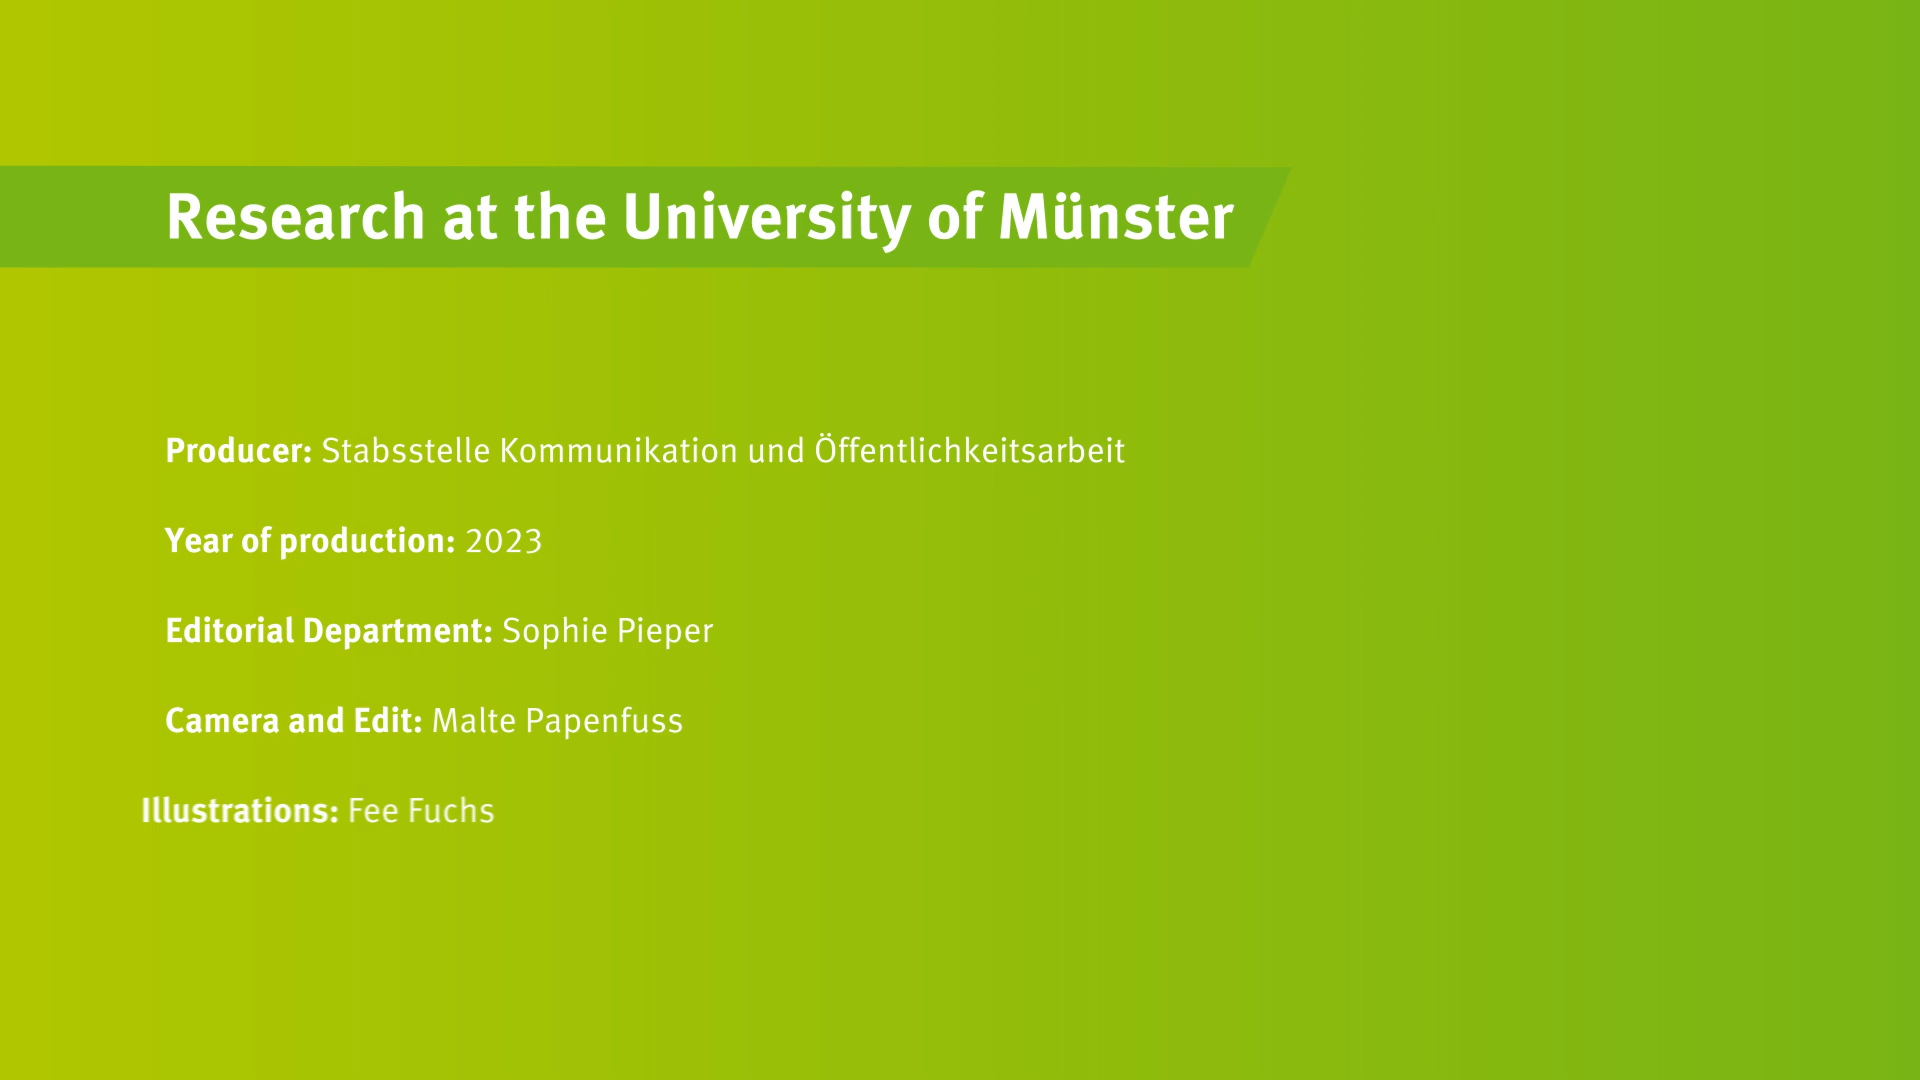 Research at the University of Münster
Producer: Stabsstelle Kommunikation und Öffentlichkeitsarbeit
Year of production: 2023
Editorial Department: Sophie Pieper
Camera and Edit: Malte Papenfuss
Illustrations: Fee Fuchs